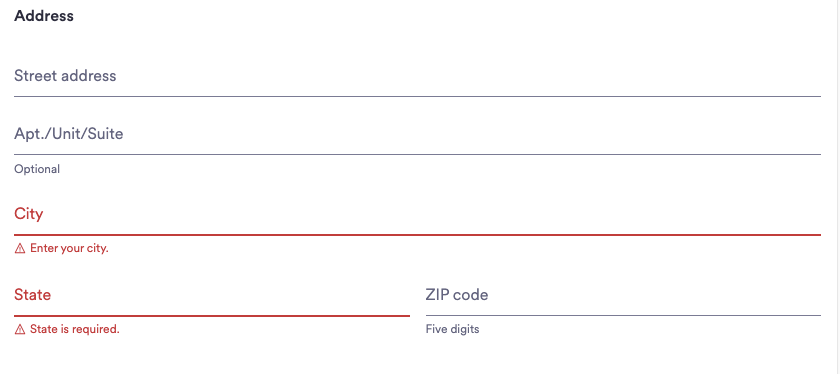 Address
Street address
Apt./Unit/Suite
Optional
City
Enter your city.
State
ZIP code
State is required.
Five digits